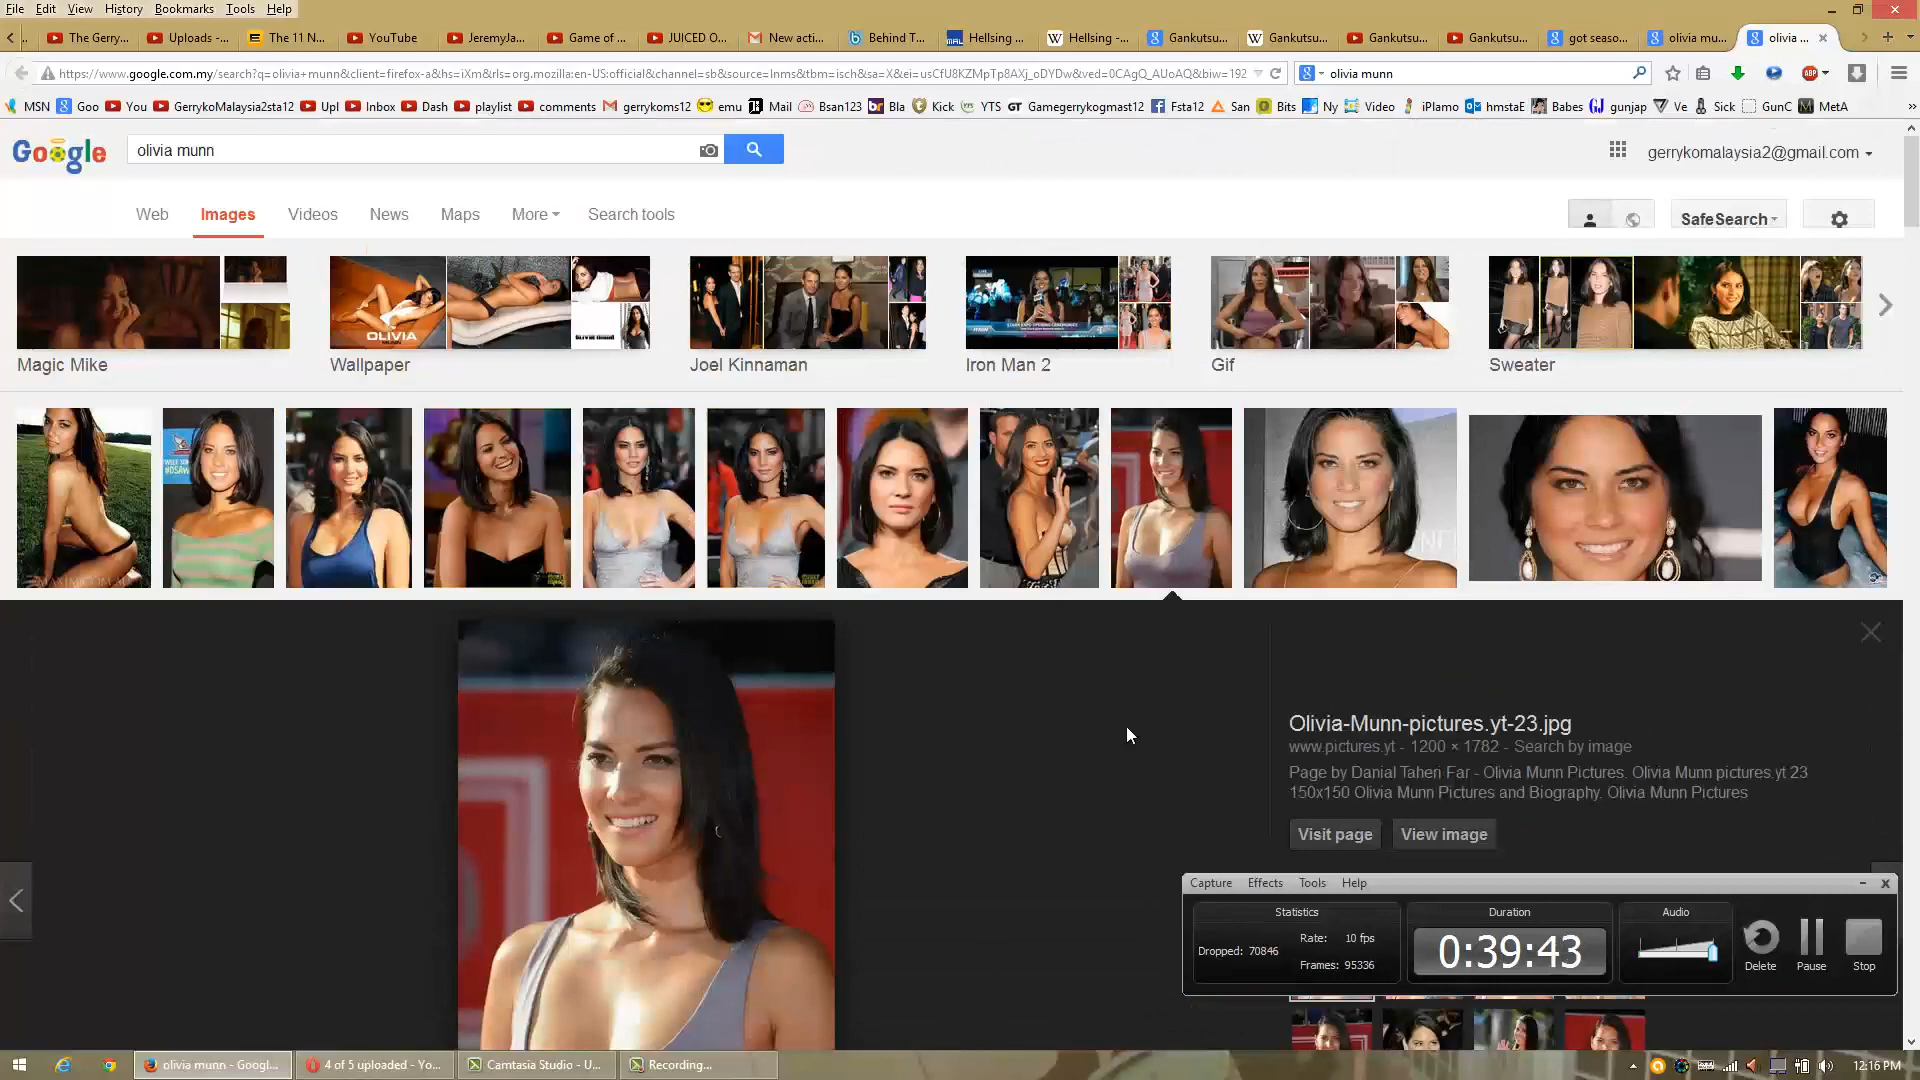 File Edit View History Bookmarks Tools Help
The Gerry... Uploads -... The 11 N... YouTube JeremyJa... Game of ... JUICED O... New acti... Behind T... Hellsing ... Hellsing -... Gankutsu... Gankutsu... Gankutsu... Gankutsu... got seaso... olivia mu... olivia ...
https://www.google.com.my/search?q=olivia+munn&client=firefox-a&hs=iXm&rls=org.mozilla:en-US:official&channel=sb&source=lnms&tbm=isch&sa=X&ei=usCfU8KZMpTp8AXj_oDYDw&ved=0CAgQ_AUoAQ&biw=192 olivia munn
MSN Goo You GerrykoMalaysia2sta12 Upl Inbox Dash playlist comments gerrykoms12 emu Mail Bsan123 Bla Kick YTS Gamegerrykogmast12 Fsta12 San Bits Ny Video iPlamo hmstaE Babes gunjap Ve Sick GunC MetA
Google olivia munn gerrykomalaysia2@gmail.com
Web Images Videos News Maps More Search tools SafeSearch
OLIVIA
Magic Mike Wallpaper Joel Kinnaman Iron Man 2 Gif Sweater
Olivia-Munn-pictures.yt-23.jpg
www.pictures.yt - 1200 × 1782 - Search by image
Page by Danial Taheri Far - Olivia Munn Pictures. Olivia Munn pictures.yt 23
150x150 Olivia Munn Pictures and Biography. Olivia Munn Pictures
Visit page View image
Capture Effects Tools Help
Statistics Duration Audio
Dropped: 70846 Rate: 10 fps
Frames: 95336
0:39:43
Delete Pause Stop
olivia munn - Googl... 4 of 5 uploaded - Yo... Camtasia Studio - U... Recording... 12:16 PM